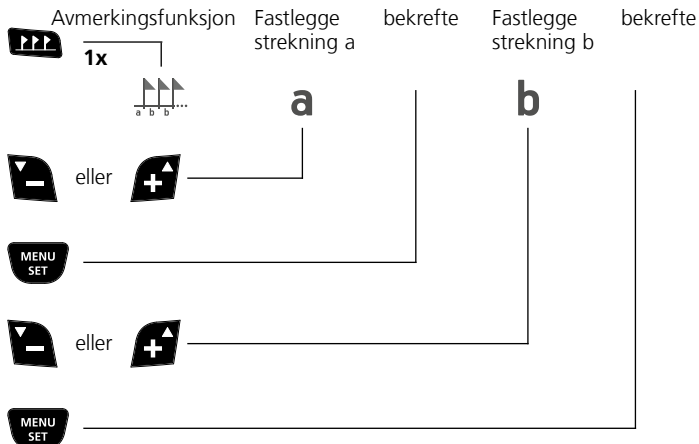 Avmerkingsfunksjon
Fastlegge
strekning a
bekrefte
Fastlegge
strekning b
bekrefte
1x
a b b ...
a
b
eller
MENU
SET
eller
MENU
SET